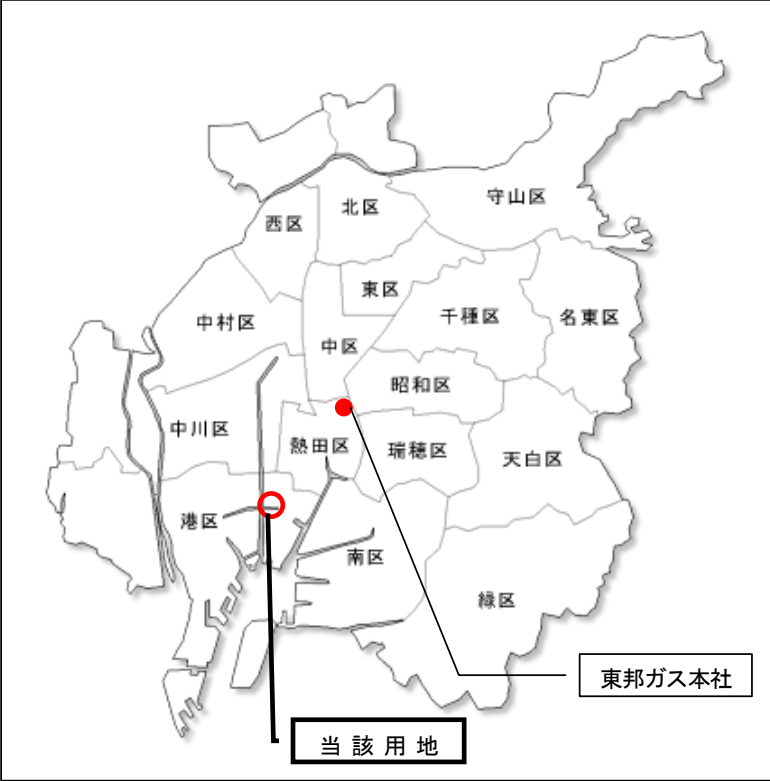 守山区
北区
西区
東区
千種区
名東区
中村区
中区
昭和区
中川区
熱田区
瑞穂区
天白区
港区
南区
緑区
東邦ガス本社
当該用地